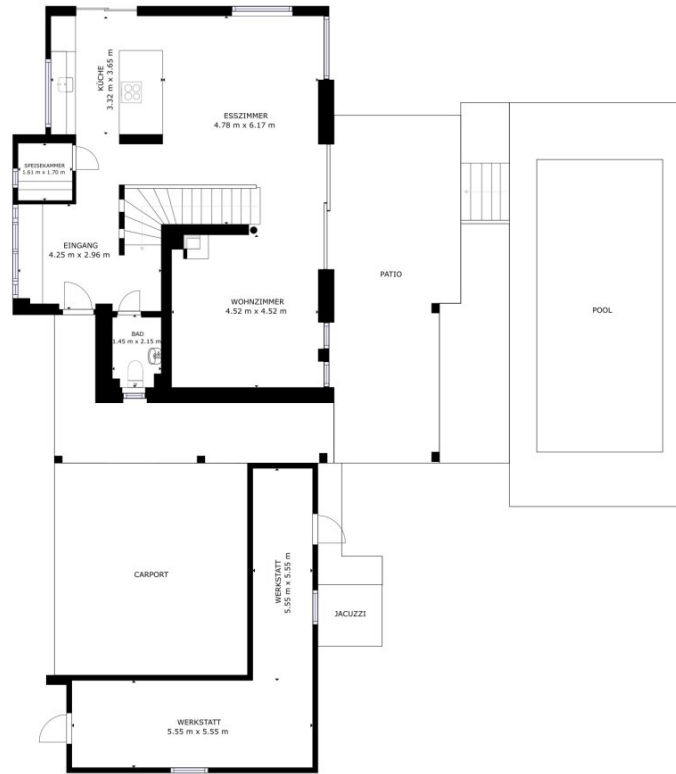 KÜCHE
3.32 m x 3.65 m
ESSZIMMER
4.78 m x 6.17 m
SPEISEKAMMER
1.61 m x 1.70 m
EINGANG
4.25 m x 2.96 m
PATIO
WOHNZIMMER
4.52 m x 4.52 m
POOL
BAD
1.45 m x 2.15 m
CARPORT
WERKSTATT
5.55 m x 5.55 m
JACUZZI
WERKSTATT
5.55 m x 5.55 m